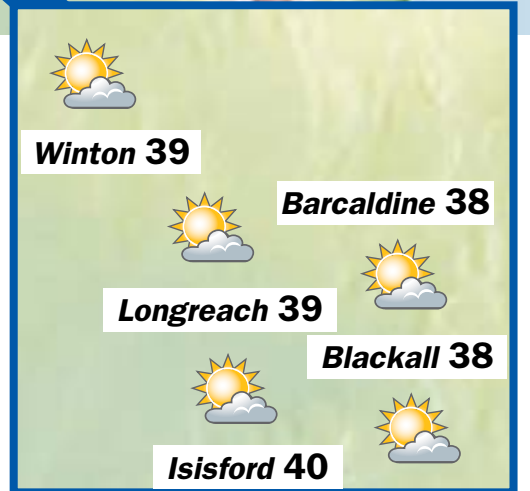 Winton 39
Barcaldine 38
Longreach 39
Blackall 38
Isisford 40